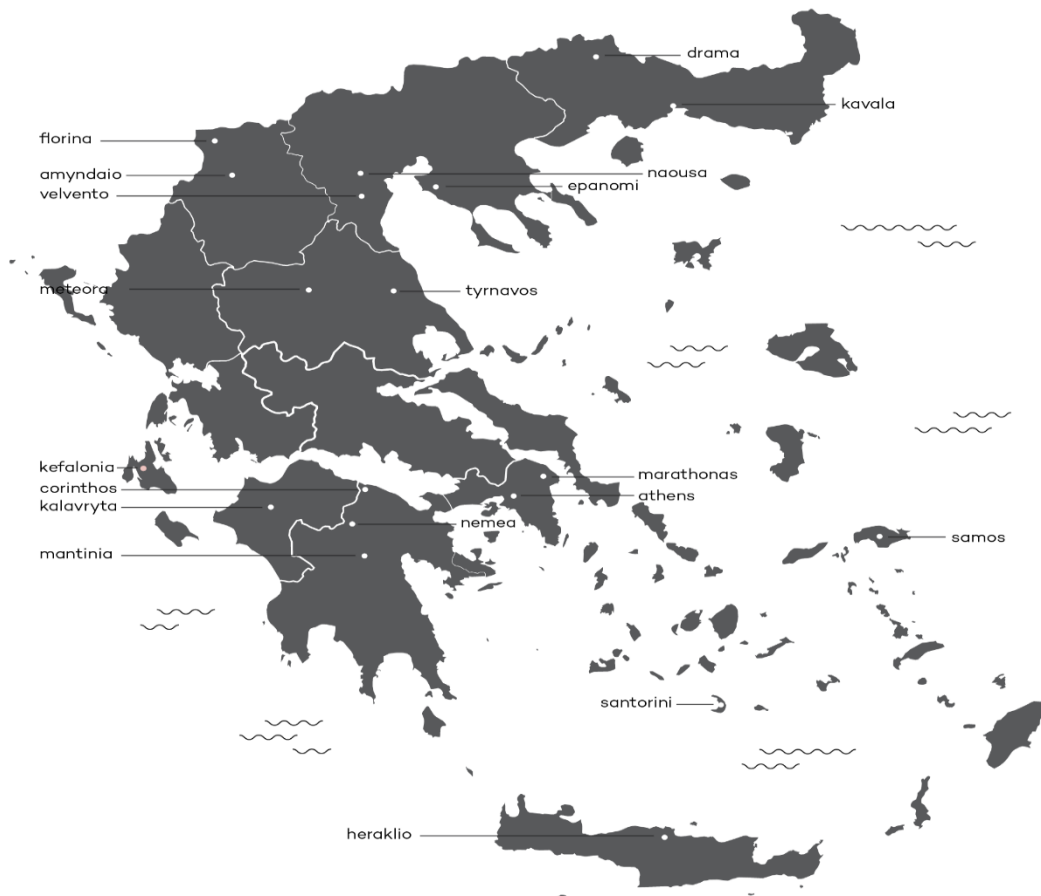 drama
kavala
florina
amyndaio
naousa
velvento
epanomi
meteora
tyrnavos
kefalonia
marathonas
corinthos
athens
kalavryta
nemea
samos
mantinia
santorini
heraklio